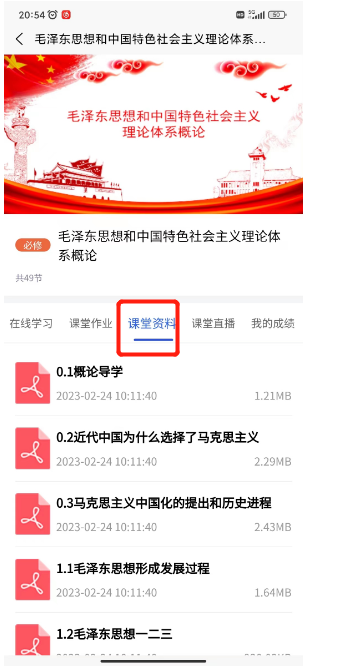 20:54
5G
50
毛泽东思想和中国特色社会主义理论体系...
毛泽东思想和中国特色社会主义
理论体系概论
必修
毛泽东思想和中国特色社会主义理论体
系概论
共49节
在线学习 课堂作业 课堂资料 课堂直播 我的成绩
0.1概论导学
2023-02-24 10:11:40 1.21MB
0.2近代中国为什么选择了马克思主义
2023-02-24 10:11:40 2.29MB
0.3马克思主义中国化的提出和历史进程
2023-02-24 10:11:40 2.43MB
1.1毛泽东思想形成发展过程
2023-02-24 10:11:40 1.64MB
1.2毛泽东思想一二三